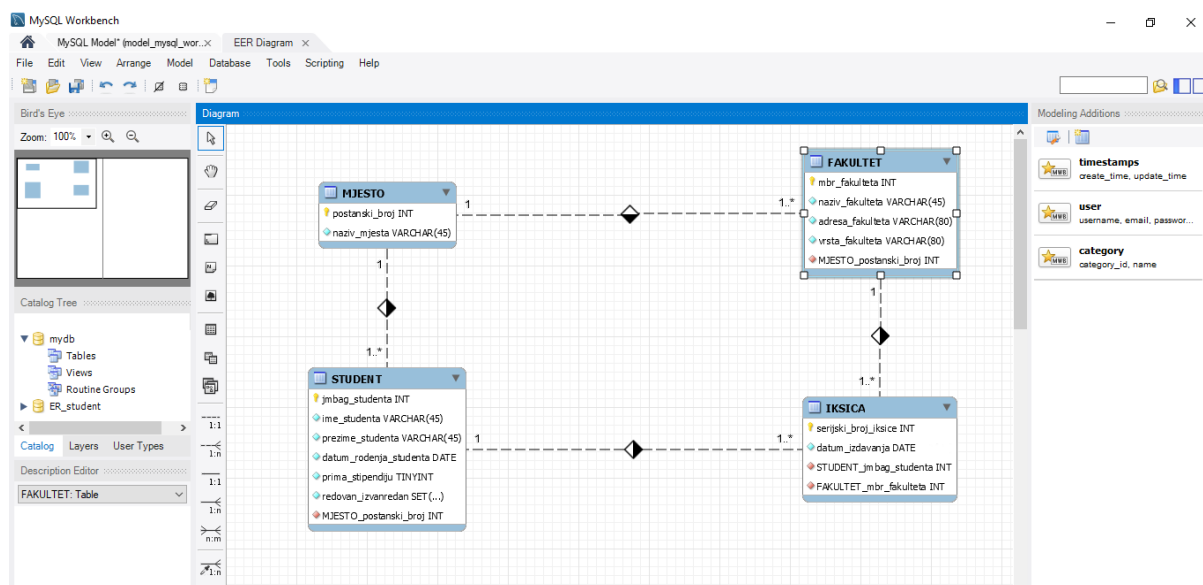 MySQL Workbench
MySQL Model* (model_mysql_wor..× EER Diagram ×
File Edit View Arrange Model Database Tools Scripting Help
Bird's Eye
Zoom: 100%
Catalog Tree
mydb
Tables
Views
Routine Groups
ER_student
Catalog Layers User Types
Description Editor
FAKULTET: Table
Diagram
1:1
1:n
1:1
1:n
n:m
1:n
MJESTO
postanski_broj INT
naziv_mjesta VARCHAR(45)
1
1..*
FAKULTET
mbr_fakulteta INT
naziv_fakulteta VARCHAR(45)
adresa_fakulteta VARCHAR(80)
vrsta_fakulteta VARCHAR(80)
MJESTO_postanski_broj INT
1
1..*
1
1..*
STUDENT
jmbag_studenta INT
ime_studenta VARCHAR(45)
prezime_studenta VARCHAR(45)
datum_rodenja_studenta DATE
prima_stipendiju TINYINT
redovan_izvanredan SET(...)
MJESTO_postanski_broj INT
1
1..*
IKSICA
serijski_broj_iksice INT
datum_izdavanja DATE
STUDENT_jmbag_studenta INT
FAKULTET_mbr_fakulteta INT
Modeling Additions
timestamps
create_time, update_time
user
username, email, passwor...
category
category_id, name
MWB
MWB
MWB